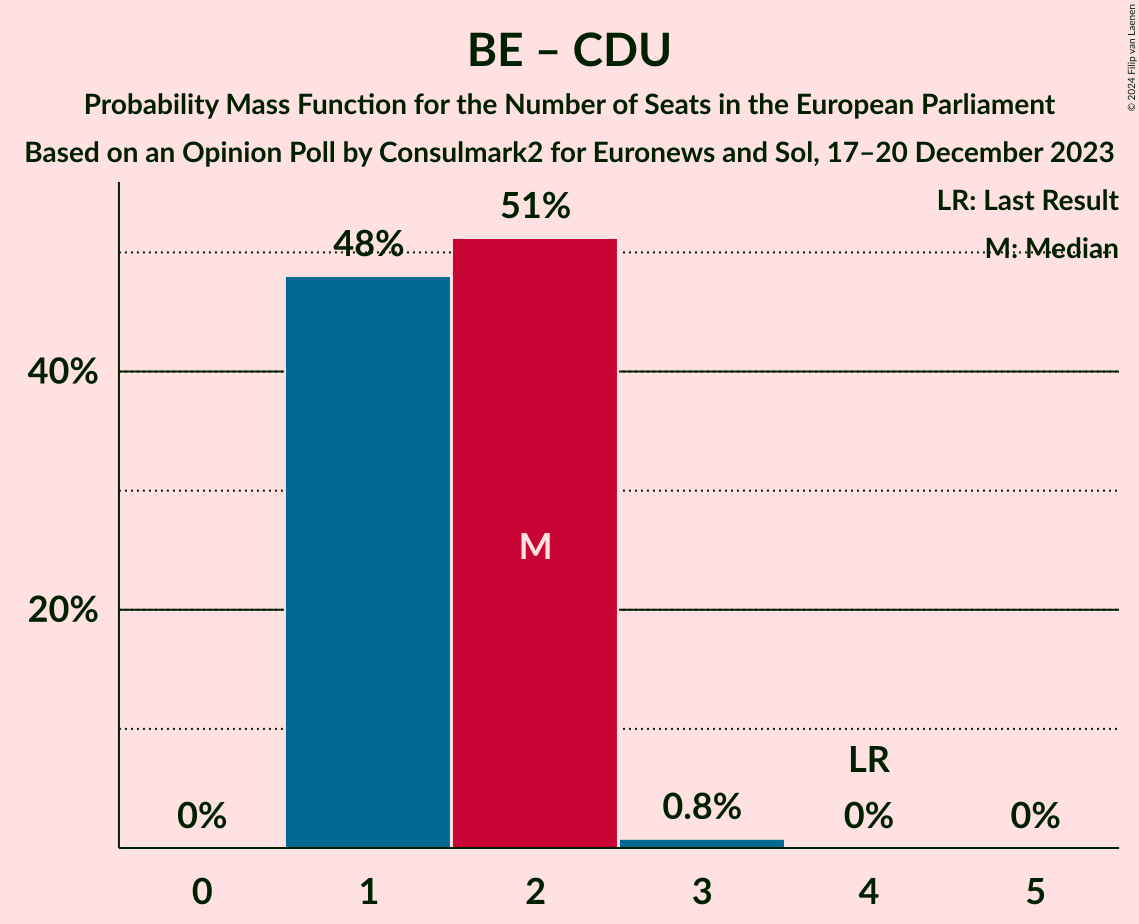 BE – CDU
Probability Mass Function for the Number of Seats in the European Parliament
Based on an Opinion Poll by Consulmark2 for Euronews and Sol, 17–20 December 2023
© 2024 Filip van Laenen
LR: Last Result
M: Median
51%
48%
40%
M
20%
LR
0%
0.8%
0%
0%
0
1
2
3
4
5